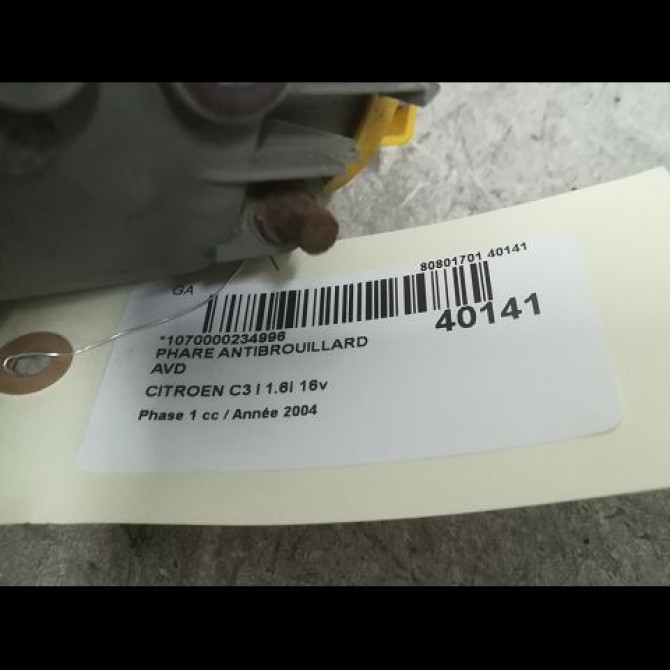 80801701 40141
GA
40141
*1070000234996
PHARE ANTIBROUILLARD
AVD
CITROEN C3 I 1.6i 16v
Phase 1 cc / Année 2004